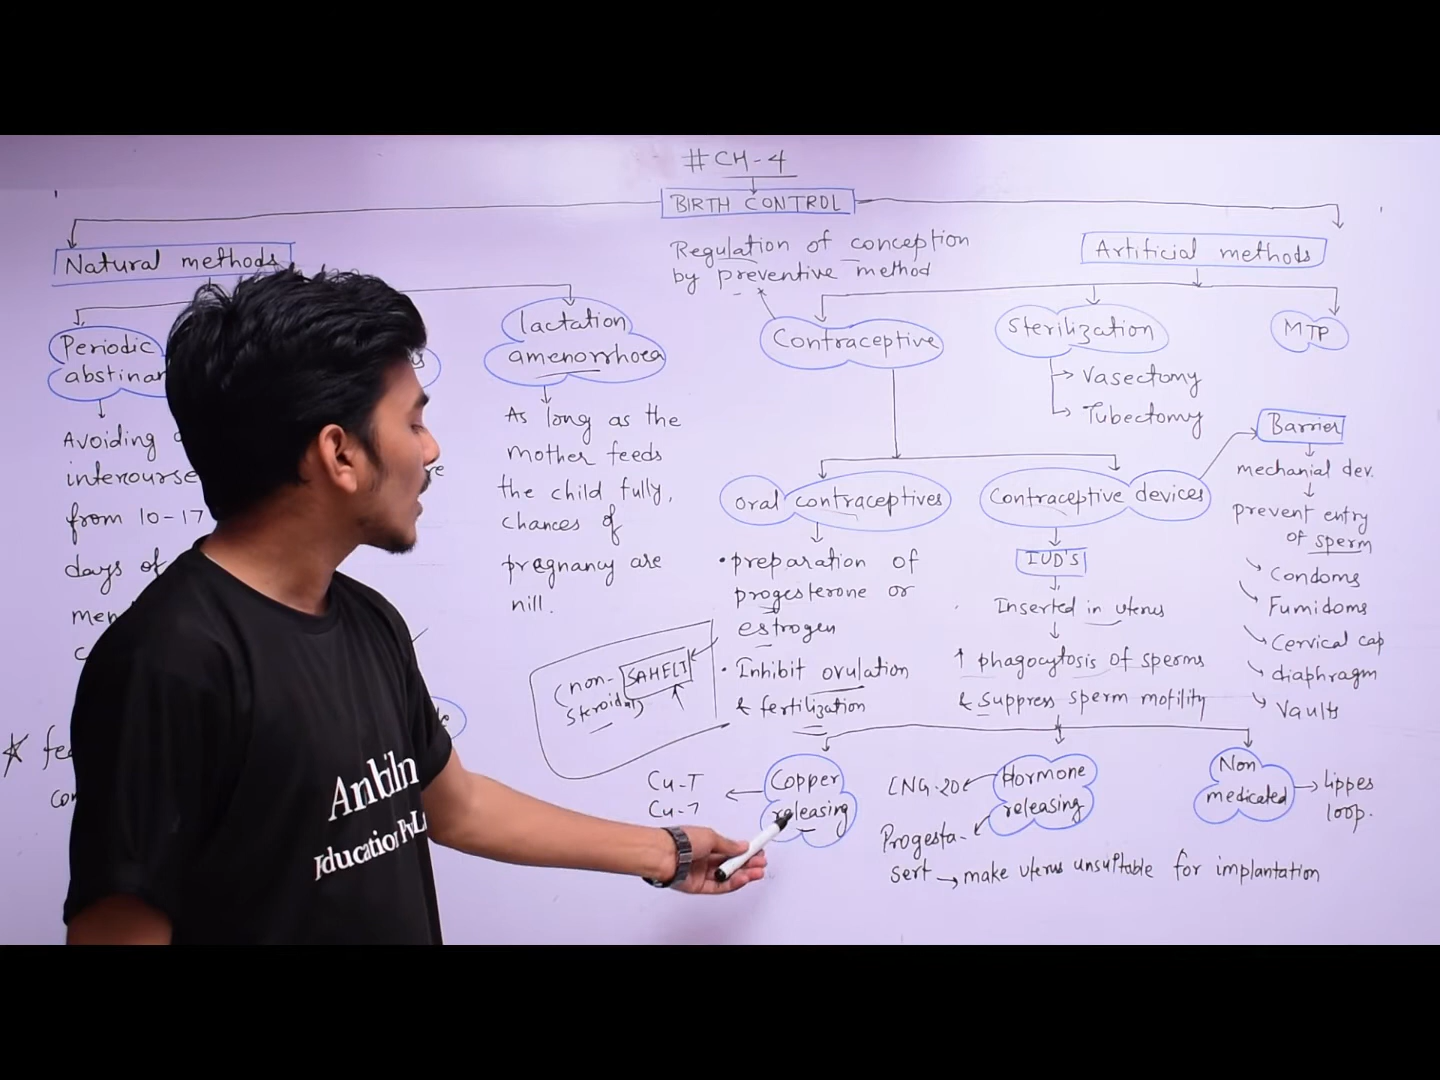 #CH-4
BIRTH CONTROL
Regulation of conception
by preventive method
Natural methods
Periodic
Avoiding
from 10-17
days of
lactation
amenorrhoea
As long as the
mother feeds
the child fully,
chances of
pregnancy are
nill.
Artificial methods
Contraceptive
Sterilization
Vasectomy
Tubectomy
MTP
oral contraceptives
• preparation of
progesterone or
estrogen
• Inhibit ovulation
& fertilization
SAHELI
(non-
Contraceptive devices
IUD'S
Inserted in uterus
↑ phagocytosis of sperms
& suppress sperm motility
Barrier
mechanial dev.
prevent entry
of sperm
Condoms
Fumidoms
Cervical cap
diaphragm
Vaults
Copper
releasing
Cu-T
Cu-7
Hormone
releasing
LNG-20
Progesta-
sert → make uterus unsuitable for implantation
Non
medicated
lippes
loop.